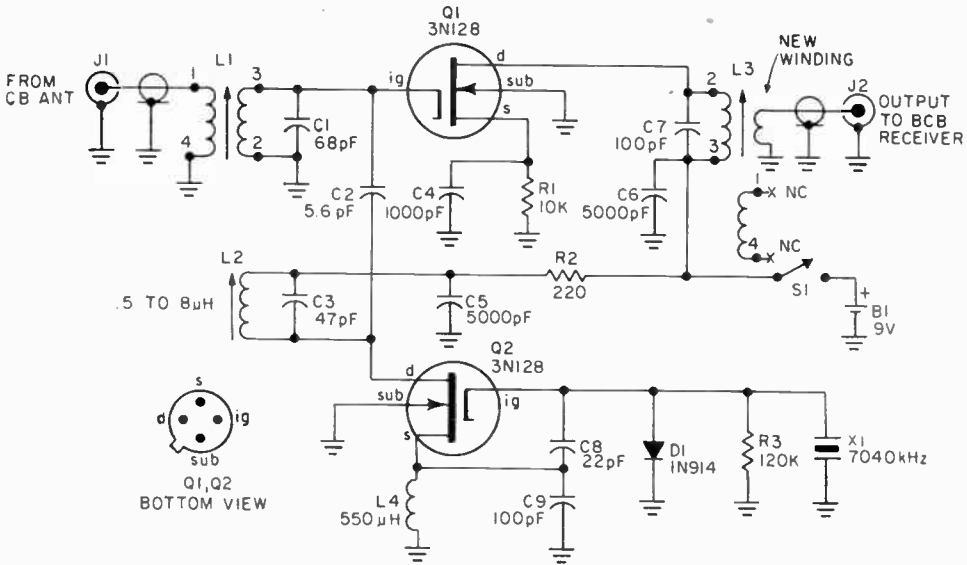 Q1
3N128
FROM
CB ANT
J1
L1
1
3
4
2
C1
68pF
ig
d
sub
s
C2
5.6pF
C4
1000pF
R1
10K
C7
100pF
C6
5000pF
2
3
L3
NEW
WINDING
J2
OUTPUT
TO BCB
RECEIVER
1
X NC
4
X NC
S1
+
B1
9V
L2
.5 TO 8μH
C3
47pF
C5
5000pF
R2
220
Q2
3N128
d
sub
s
ig
s
d
ig
sub
Q1,Q2
BOTTOM VIEW
L4
550μH
C8
22pF
C9
100pF
D1
1N914
R3
120K
X1
7040kHz